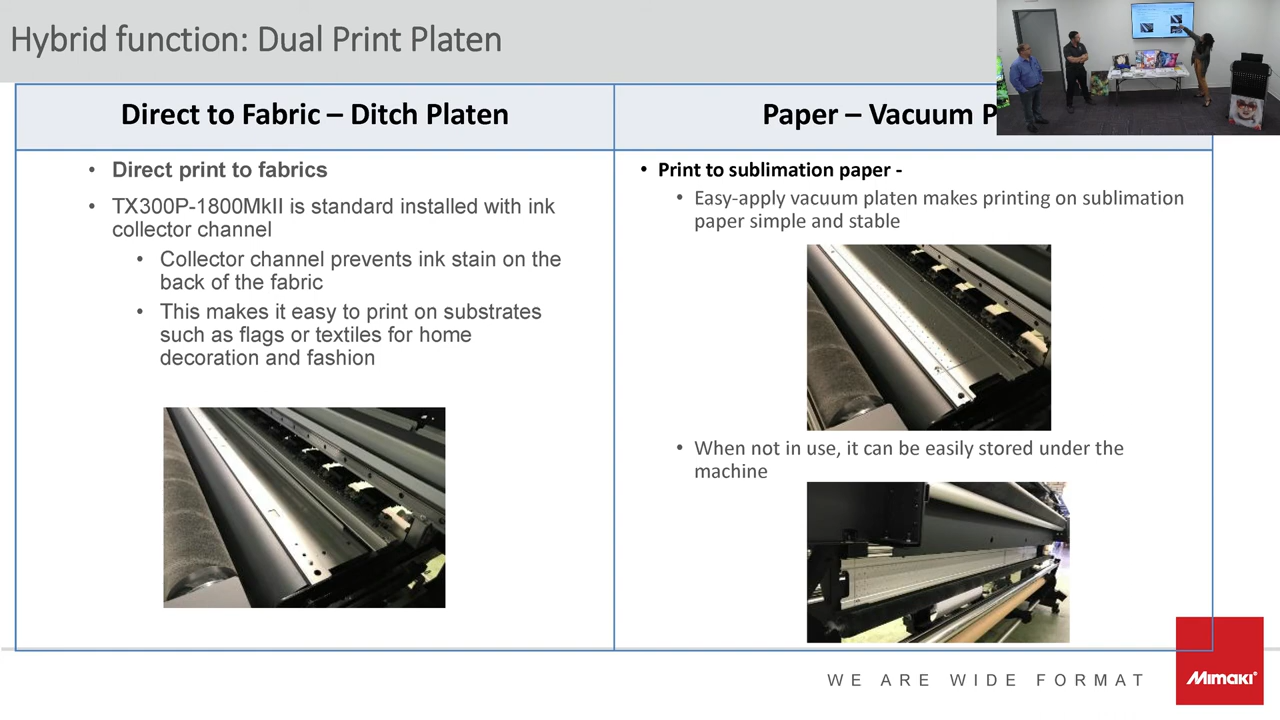 Hybrid function: Dual Print Platen
Direct to Fabric – Ditch Platen
• Direct print to fabrics
• TX300P-1800MkII is standard installed with ink
collector channel
• Collector channel prevents ink stain on the
back of the fabric
• This makes it easy to print on substrates
such as flags or textiles for home
decoration and fashion
Paper – Vacuum P
• Print to sublimation paper -
• Easy-apply vacuum platen makes printing on sublimation
paper simple and stable
• When not in use, it can be easily stored under the
machine
WE ARE WIDE FORMAT
Mimaki